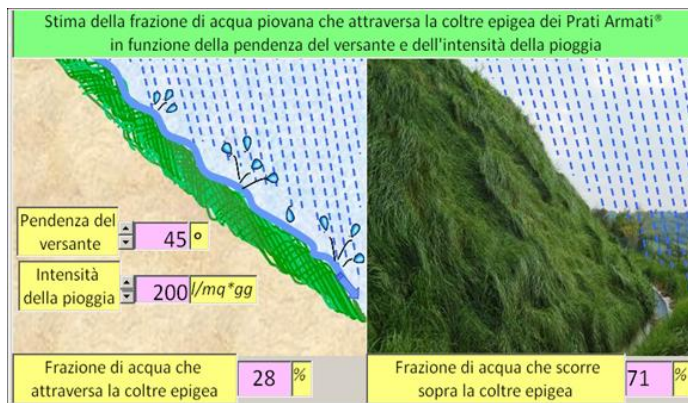 Stima della frazione di acqua piovana che attraversa la coltre epigea dei Prati Armati®
in funzione della pendenza del versante e dell'intensità della pioggia
Pendenza del
versante
45 °
Intensità
della pioggia
200 l/mq*gg
Frazione di acqua che
attraversa la coltre epigea
28 %
Frazione di acqua che scorre
sopra la coltre epigea
71 %